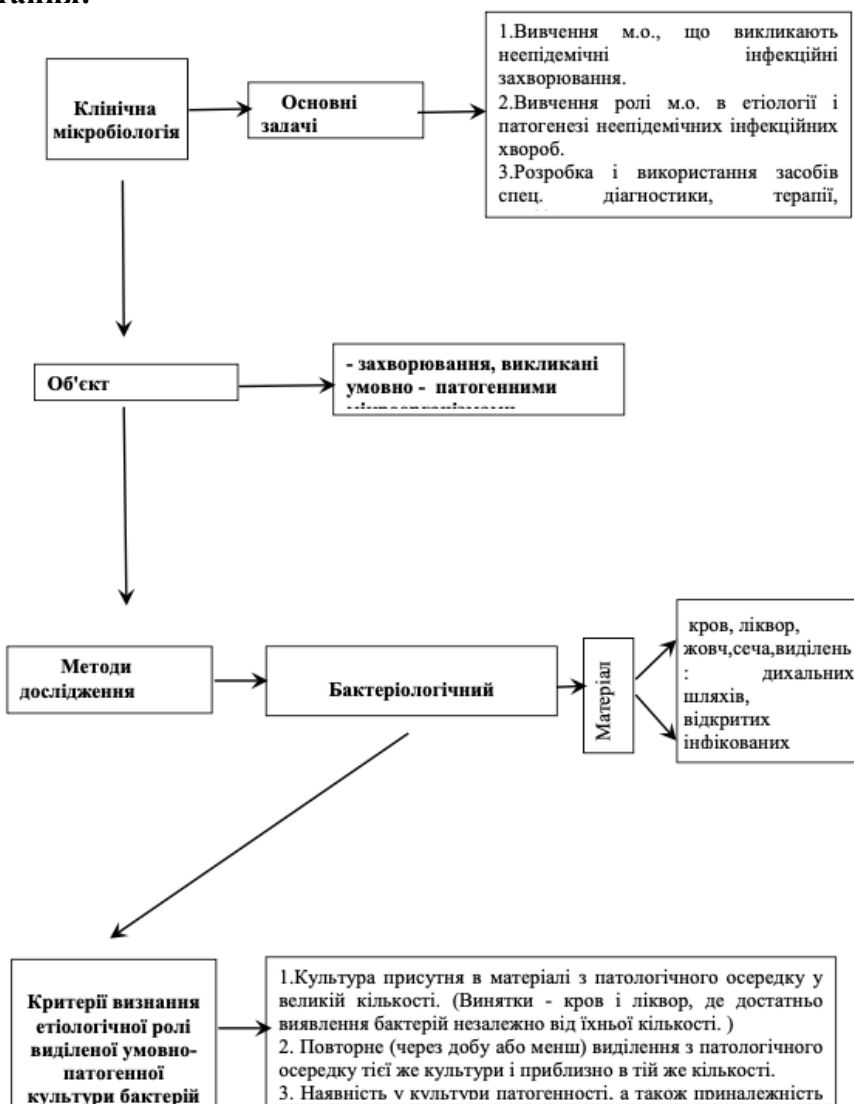 Клінічна
мікробіологія
Основні
задачі
1.Вивчення м.о., що викликають
неепідемічні інфекційні
захворювання.
2.Вивчення ролі м.о. в етіології і
патогенезі неепідемічних інфекційних
хвороб.
3.Розробка і використання засобів
спец. діагностики, терапії,
Об'єкт
- захворювання, викликані
умовно - патогенними
Методи
дослідження
Бактеріологічний
Матеріал
кров, ліквор,
жовч,сеча,виділень
: дихальних
шляхів,
відкритих
інфікованих
Критерії визнання
етіологічної ролі
виділеної умовно-
патогенної
культури бактерій
1.Культура присутня в матеріалі з патологічного осередку у
великій кількості. (Винятки - кров і ліквор, де достатньо
виявлення бактерій незалежно від їхньої кількості. )
2. Повторне (через добу або менш) виділення з патологічного
осередку тієї же культури і приблизно в тій же кількості.
3. Наявність у культури патогенності, а також приналежність